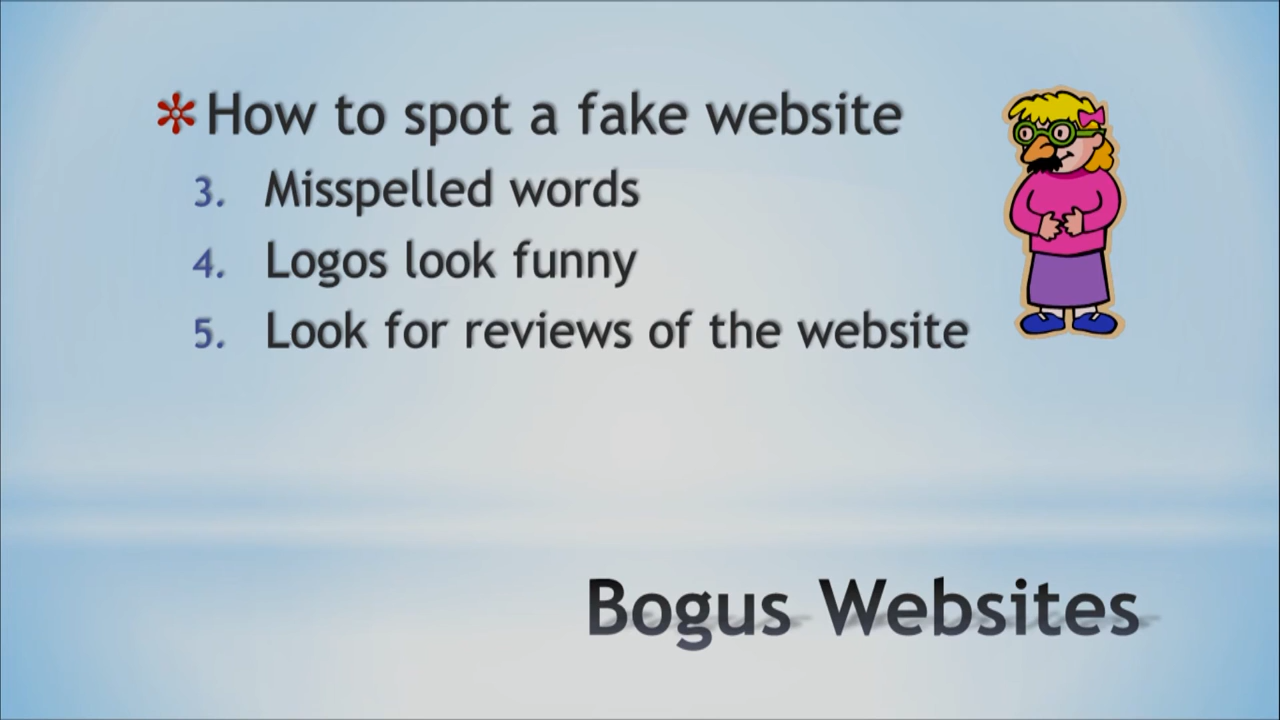 * How to spot a fake website
3. Misspelled words
4. Logos look funny
5. Look for reviews of the website
Bogus Websites